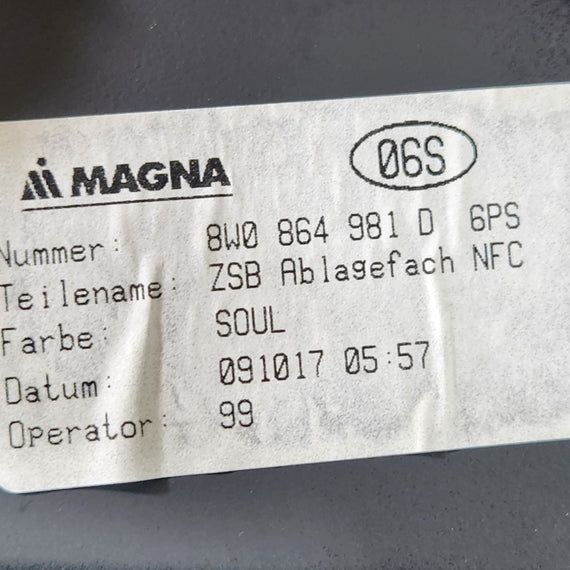 MAGNA
06S
Nummer: 8W0 864 981 D 6PS
Teilename: ZSB Ablagefach NFC
Farbe: SOUL
Datum: 091017 05:57
Operator: 99